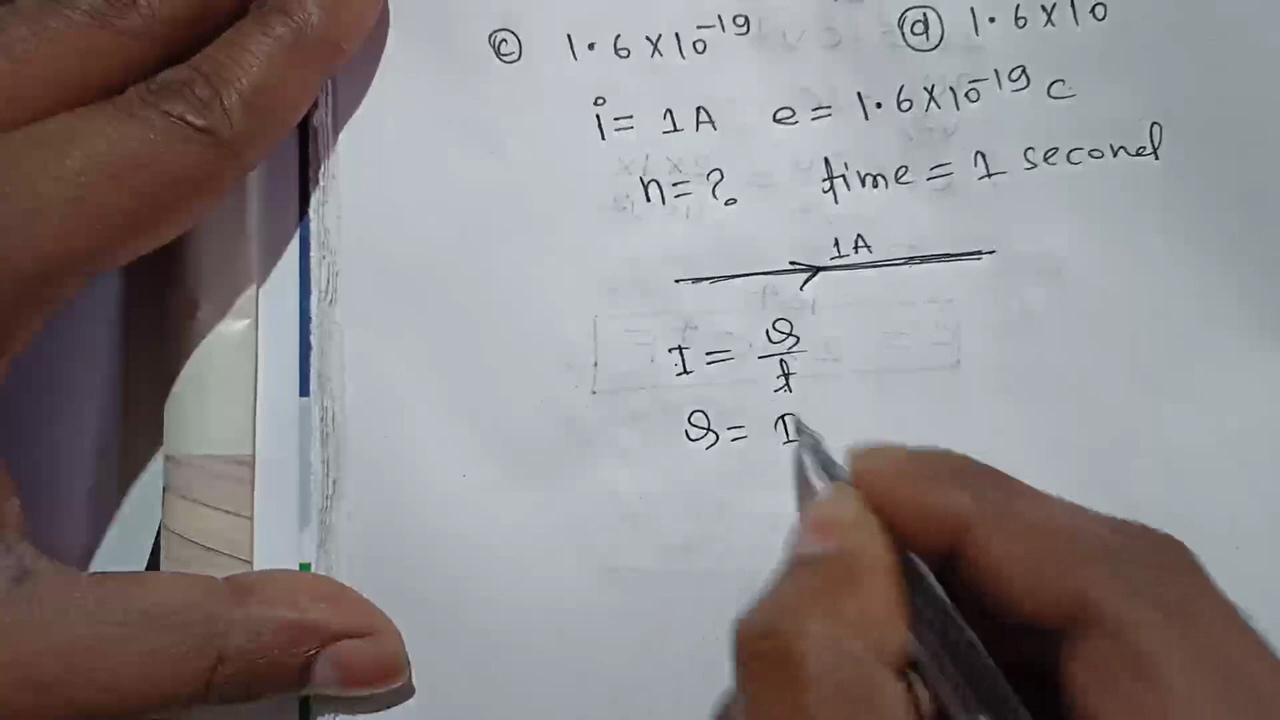 ⓒ 1.6×10⁻¹⁹ ⓓ 1.6×10
i= 1A e= 1.6×10⁻¹⁹ c
n=? time= 1 second
1A
I = Q/t
Q= I